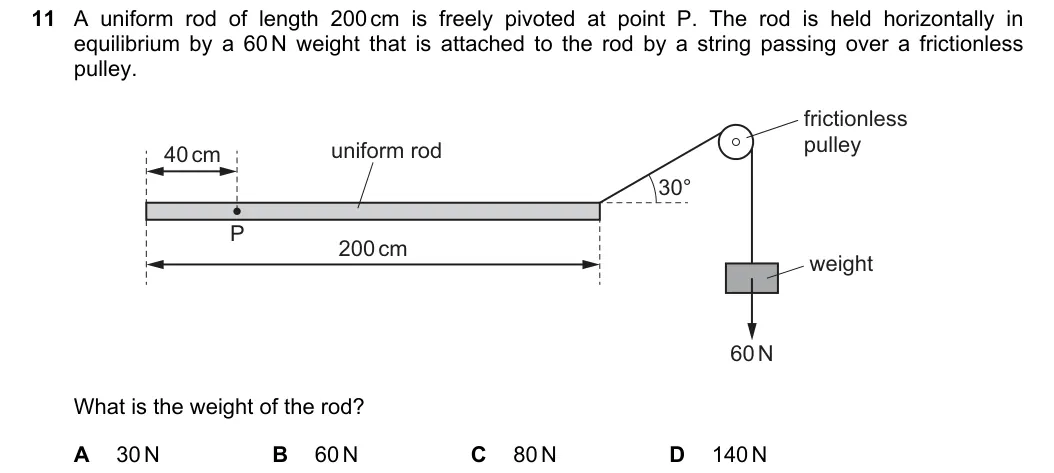 11 A uniform rod of length 200 cm is freely pivoted at point P. The rod is held horizontally in
equilibrium by a 60 N weight that is attached to the rod by a string passing over a frictionless
pulley.
frictionless
pulley
40 cm
uniform rod
30°
P
200 cm
weight
60 N
What is the weight of the rod?
A 30 N B 60 N C 80 N D 140 N